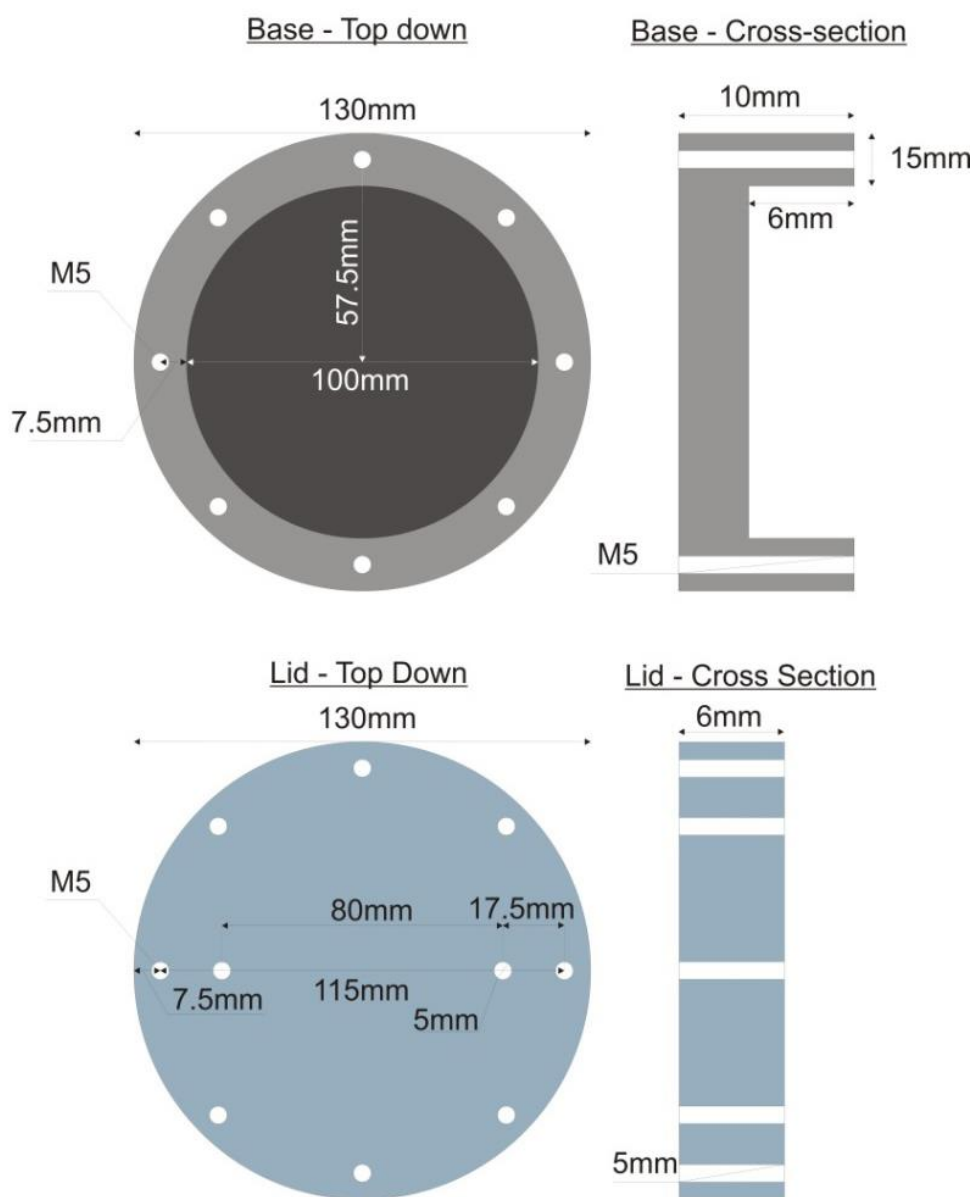 Base - Top down
Base - Cross-section
130mm
10mm
15mm
6mm
57.5mm
M5
100mm
7.5mm
M5
Lid - Top Down
Lid - Cross Section
130mm
6mm
M5
80mm
17.5mm
7.5mm
115mm
5mm
5mm